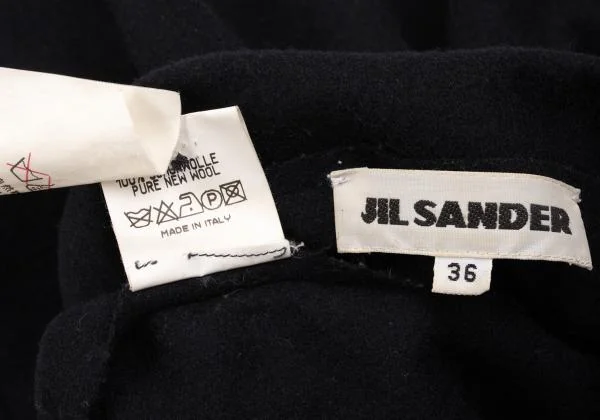 PURE NEW WOOL
P
MADE IN ITALY
JIL SANDER
36